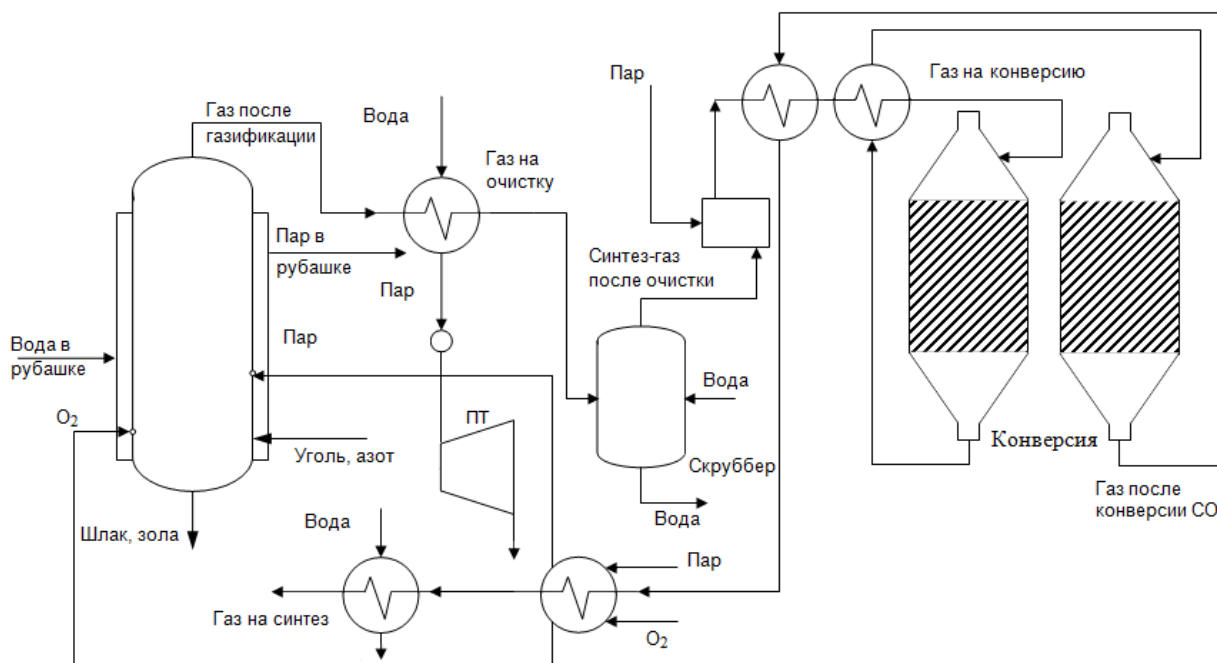 Газ после
газификации
Вода
Газ на
очистку
Пар
Газ на конверсию
Пар в
рубашке
Пар
Синтез-газ
после очистки
Вода в
рубашке
Пар
O2
Уголь, азот
ПТ
Вода
Скруббер
Вода
Конверсия
Газ после
конверсии CO
Шлак, зола
Вода
Пар
Газ на синтез
O2